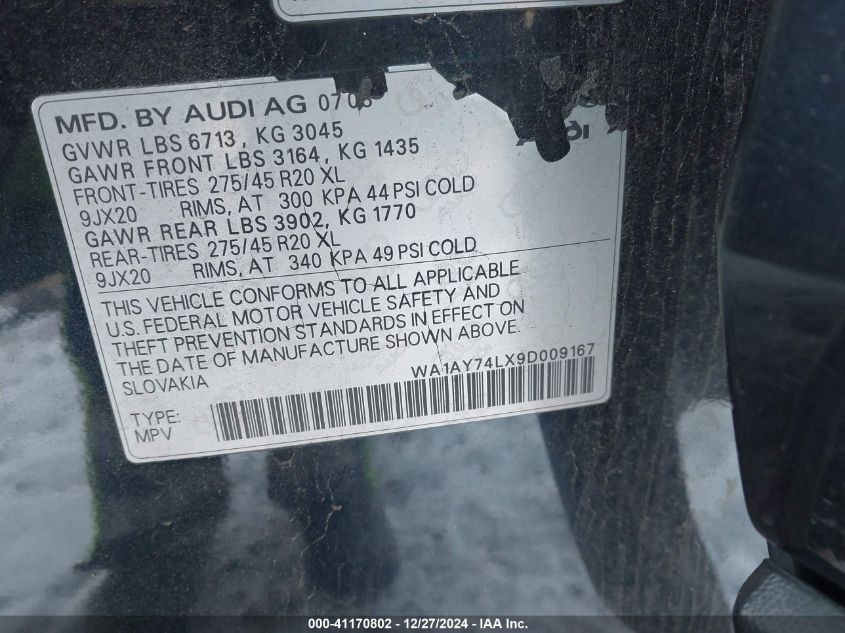 MFD. BY AUDI AG 0708
GVWR LBS 6713, KG 3045
GAWR FRONT LBS 3164, KG 1435
FRONT-TIRES 275/45 R20 XL
9JX20 RIMS, AT 300 KPA 44 PSI COLD
GAWR REAR LBS 3902, KG 1770
REAR-TIRES 275/45 R20 XL
9JX20 RIMS, AT 340 KPA 49 PSI COLD
THIS VEHICLE CONFORMS TO ALL APPLICABLE
U.S. FEDERAL MOTOR VEHICLE SAFETY AND
THEFT PREVENTION STANDARDS IN EFFECT ON
THE DATE OF MANUFACTURE SHOWN ABOVE.
SLOVAKIA
WA1AY74LX9D009167
TYPE:
MPV
000-41170802 - 12/27/2024 - IAA Inc.